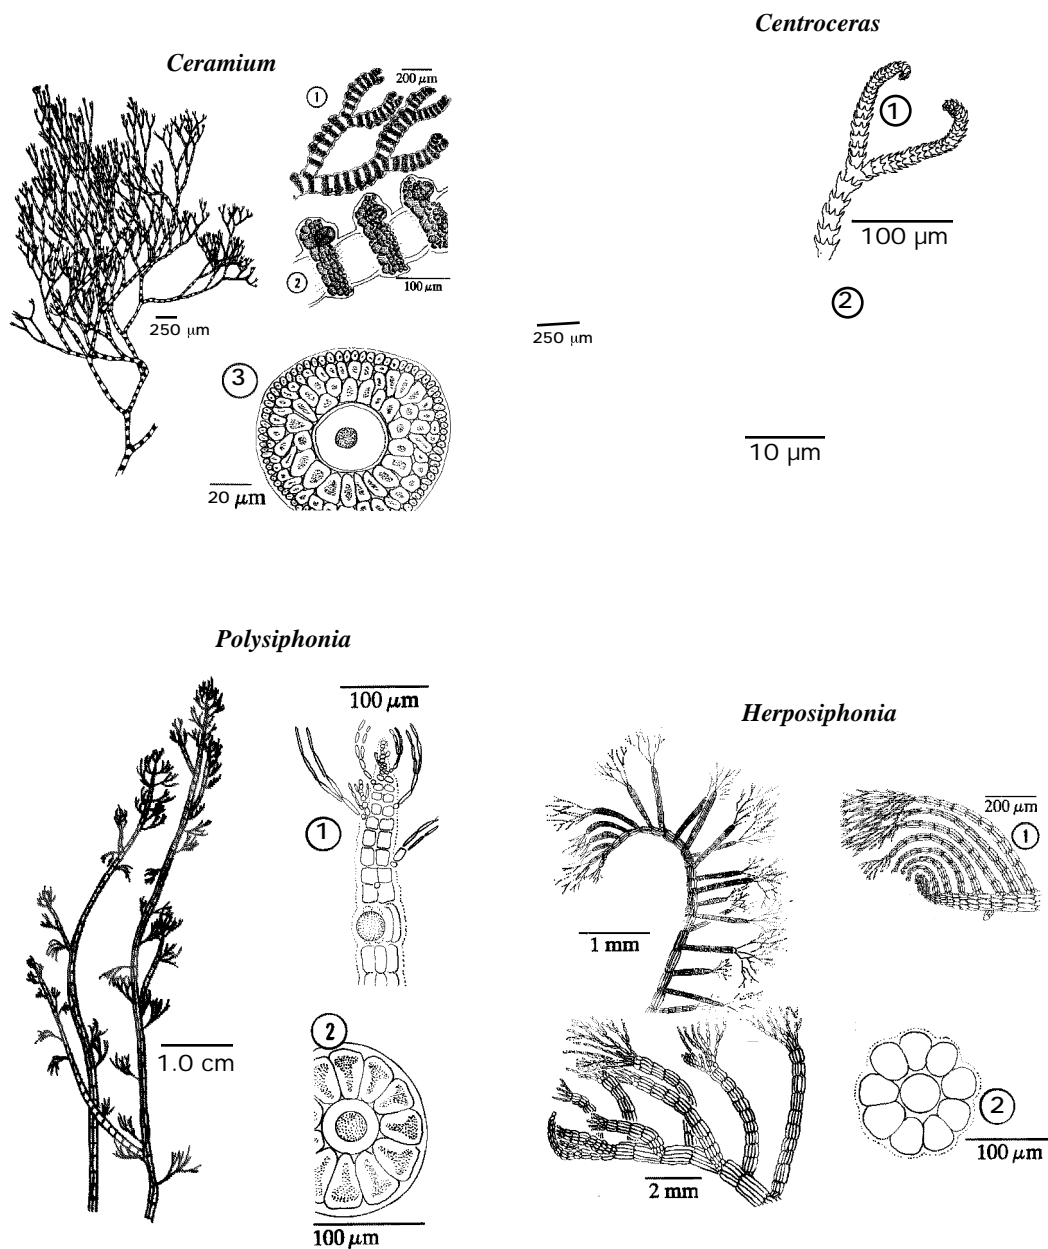 Centroceras
Ceramium
200 µm
1
1
100 µm
2
100 µm
2
250 µm
250 µm
3
10 µm
20 µm
Polysiphonia
100 µm
Herposiphonia
200 µm
1
1
1 mm
2
1.0 cm
2
100 µm
2 mm
100 µm